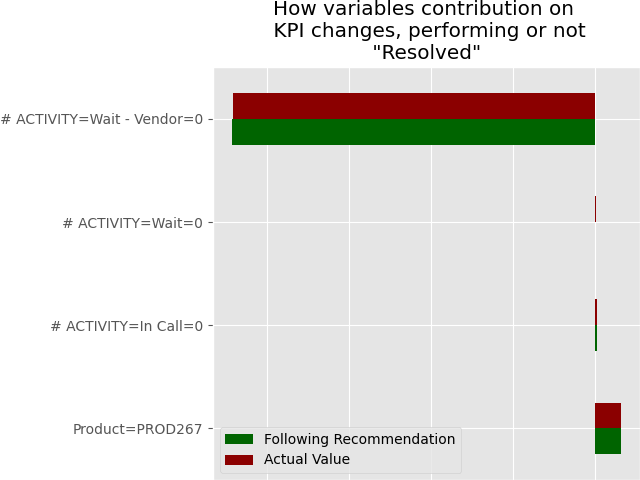 How variables contribution on
KPI changes, performing or not
"Resolved"
# ACTIVITY=Wait - Vendor=0
# ACTIVITY=Wait=0
# ACTIVITY=In Call=0
Product=PROD267
Following Recommendation
Actual Value